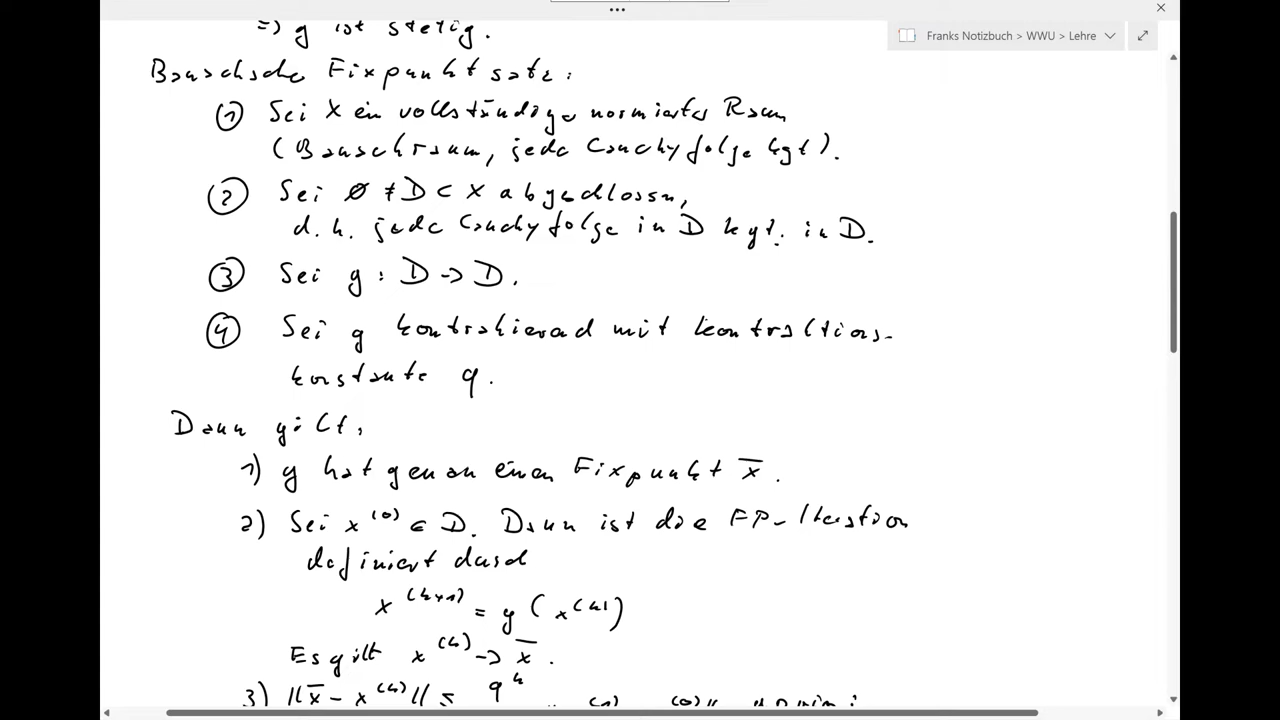 => g ist stetig.
Franks Notizbuch > WWU > Lehre
Banachsche Fixpunktsatz:
① Sei X ein vollständiger normierter Raum
(Banachraum, jede Cauchyfolge kgt).
② Sei ∅ ≠ D ⊂ X abgeschlossen,
d.h. jede Cauchyfolge in D kgt. in D.
③ Sei g : D -> D.
④ Sei g kontrahierend mit Kontraktions-
konstante q.
Dann gilt:
1) g hat genau einen Fixpunkt x̄.
2) Sei x^(0) ∈ D. Dann ist die FP-Iteration
definiert durch
x^(k+1) = g(x^(k))
Es gilt x^(k) -> x̄.
3) ||x̄ - x^(k)|| ≤ q^k